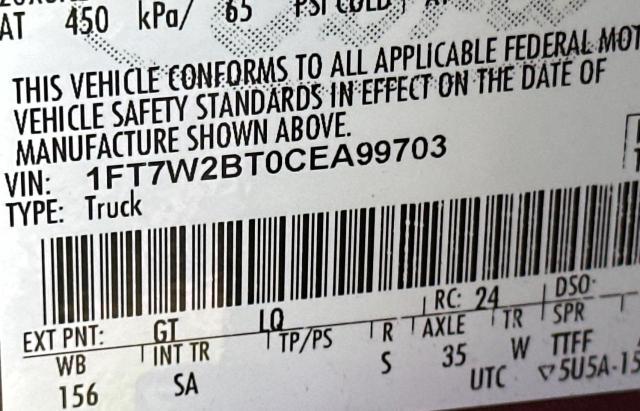 AT 450 kPa/ 65 PSI COLD
THIS VEHICLE CONFORMS TO ALL APPLICABLE FEDERAL MOT
VEHICLE SAFETY STANDARDS IN EFFECT ON THE DATE OF
MANUFACTURE SHOWN ABOVE.
VIN: 1FT7W2BT0CEA99703
TYPE: Truck
EXT PNT: GT LQ RC: 24 DSO:
WB INT TR TP/PS R AXLE TR SPR
156 SA S 35 W TTFF
UTC ▽5U5A-15